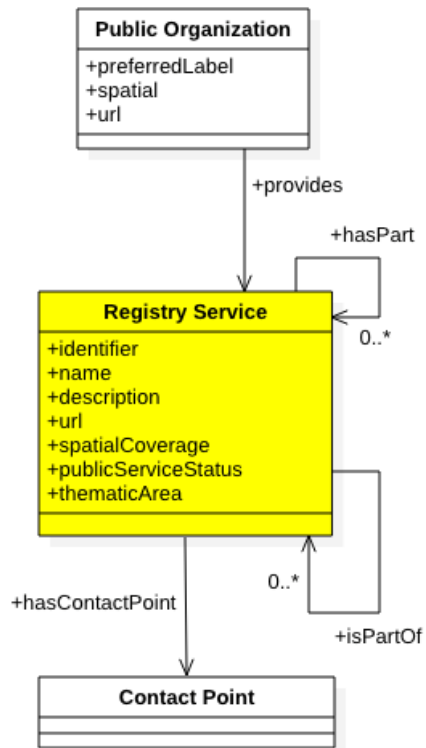 Public Organization
+preferredLabel
+spatial
+url
+provides
+hasPart
0..*
Registry Service
+identifier
+name
+description
+url
+spatialCoverage
+publicServiceStatus
+thematicArea
0..*
+hasContactPoint
+isPartOf
Contact Point